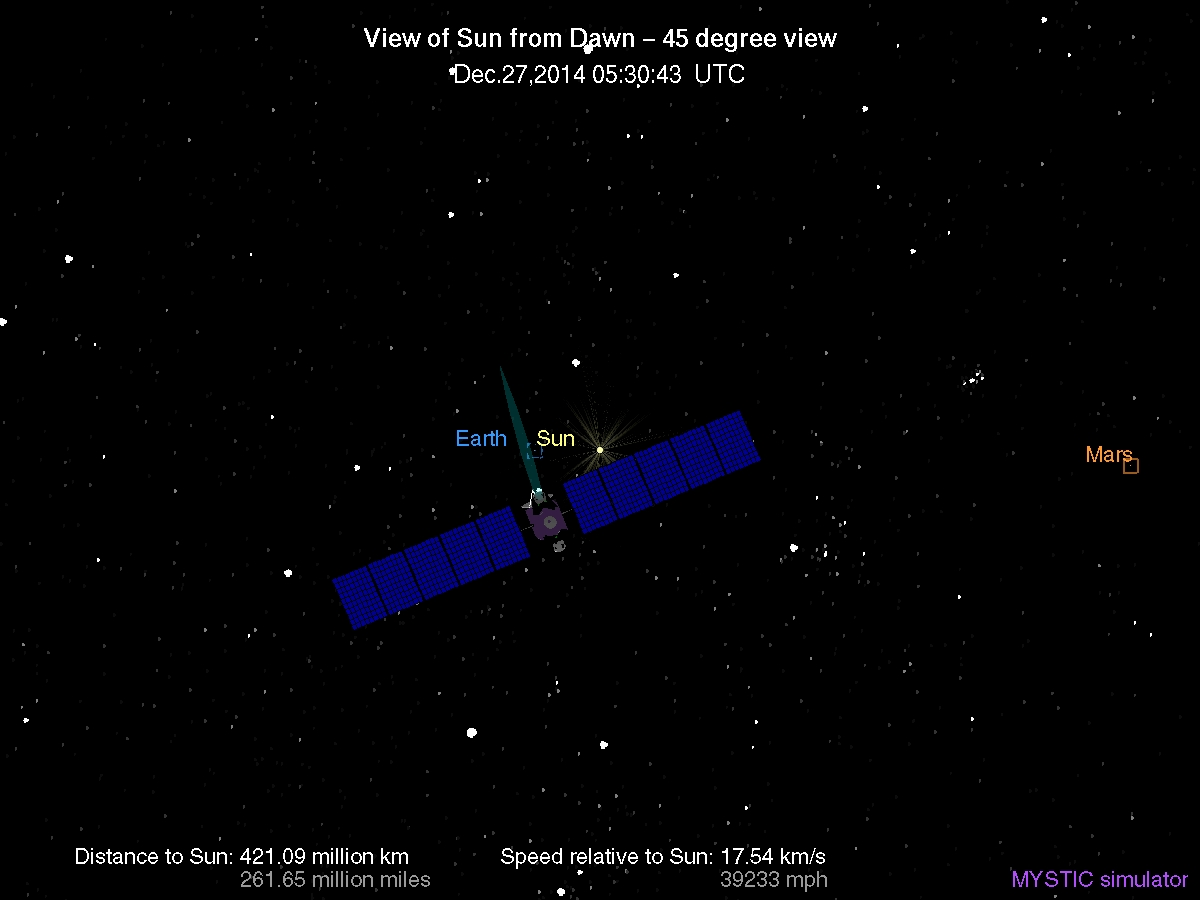 View of Sun from Dawn – 45 degree view
Dec.27,2014 05:30:43 UTC
Earth
Sun
Mars
Distance to Sun: 421.09 million km
261.65 million miles
Speed relative to Sun: 17.54 km/s
39233 mph
MYSTIC simulator